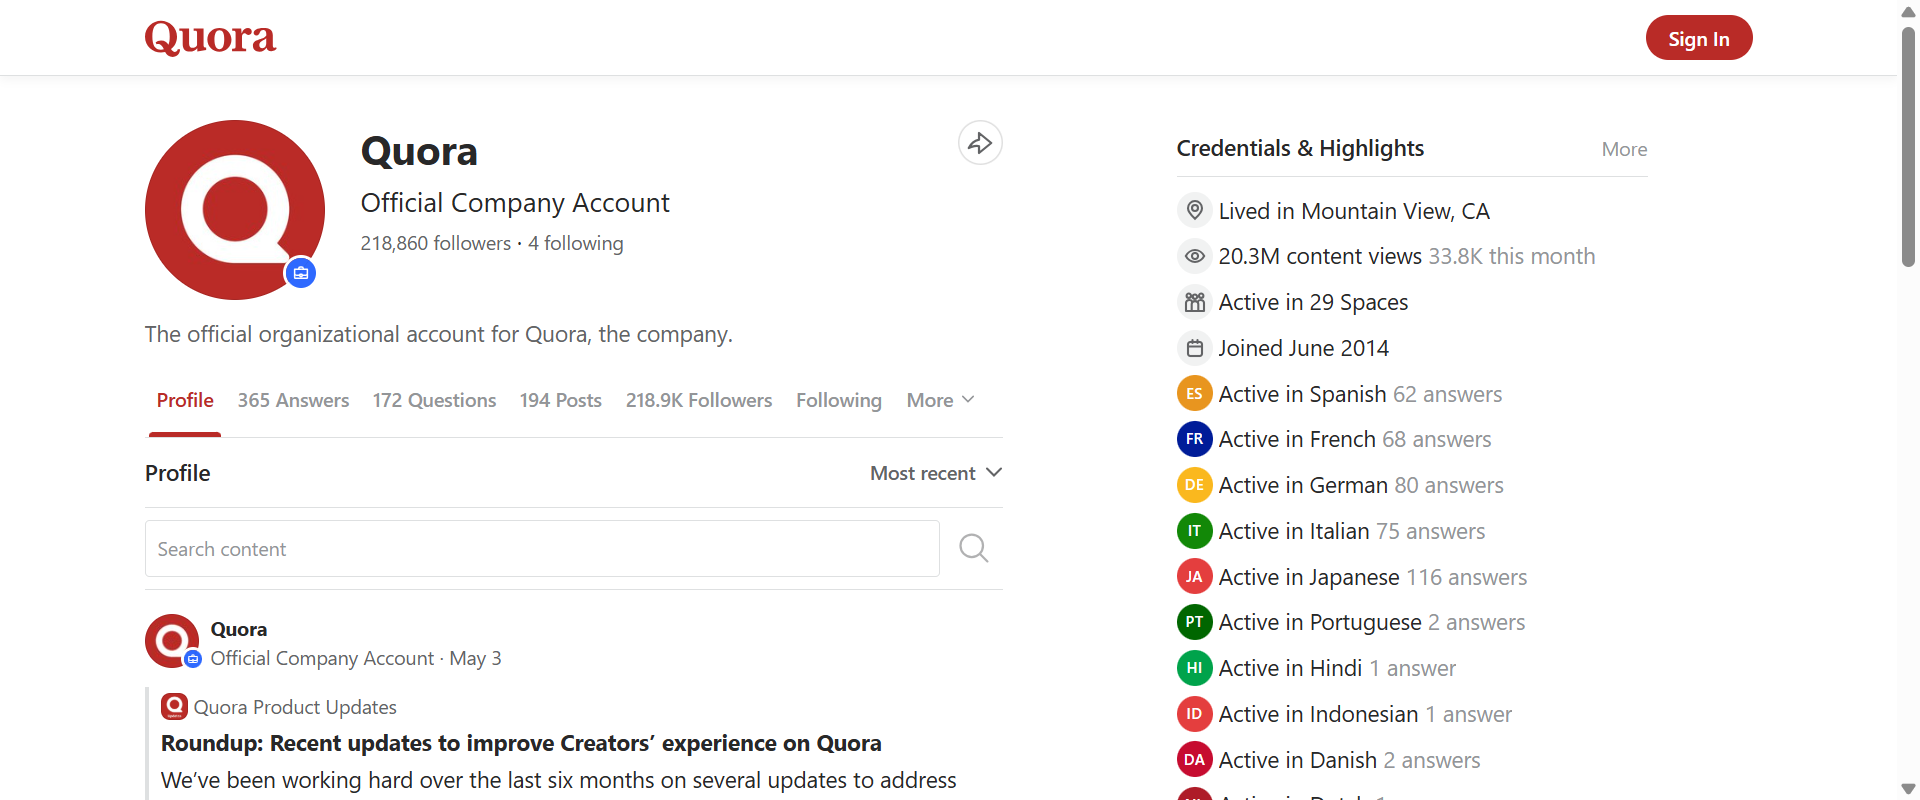 Quora
Sign In
Quora
Official Company Account
218,860 followers · 4 following
The official organizational account for Quora, the company.
Profile
365 Answers
172 Questions
194 Posts
218.9K Followers
Following
More
Profile
Most recent
Search content
Quora
Official Company Account · May 3
Quora Product Updates
Roundup: Recent updates to improve Creators’ experience on Quora
We’ve been working hard over the last six months on several updates to address
Credentials & Highlights
More
Lived in Mountain View, CA
20.3M content views 33.8K this month
Active in 29 Spaces
Joined June 2014
ES Active in Spanish 62 answers
FR Active in French 68 answers
DE Active in German 80 answers
IT Active in Italian 75 answers
JA Active in Japanese 116 answers
PT Active in Portuguese 2 answers
HI Active in Hindi 1 answer
ID Active in Indonesian 1 answer
DA Active in Danish 2 answers